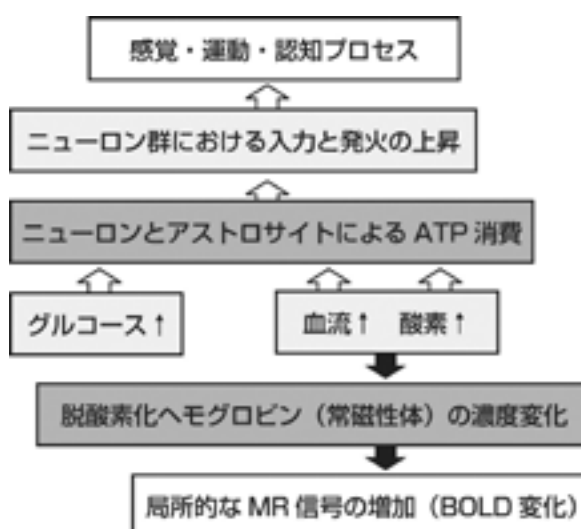 感覚・運動・認知プロセス
ニューロン群における入力と発火の上昇
ニューロンとアストロサイトによる ATP 消費
グルコース↑
血流↑ 酸素↑
脱酸素化ヘモグロビン（常磁性体）の濃度変化
局所的な MR 信号の増加（BOLD 変化）